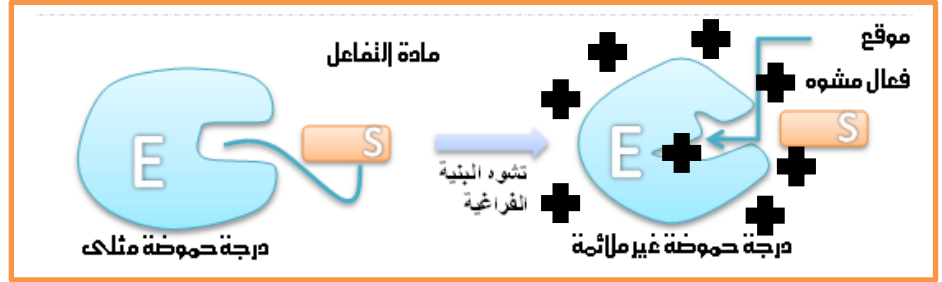 موقع
فعال مشوه
مادة التفاعل
E
S
تشوه البنية
الفراغية
E
S
درجة حموضة مثلى
درجة حموضة غير ملائمة